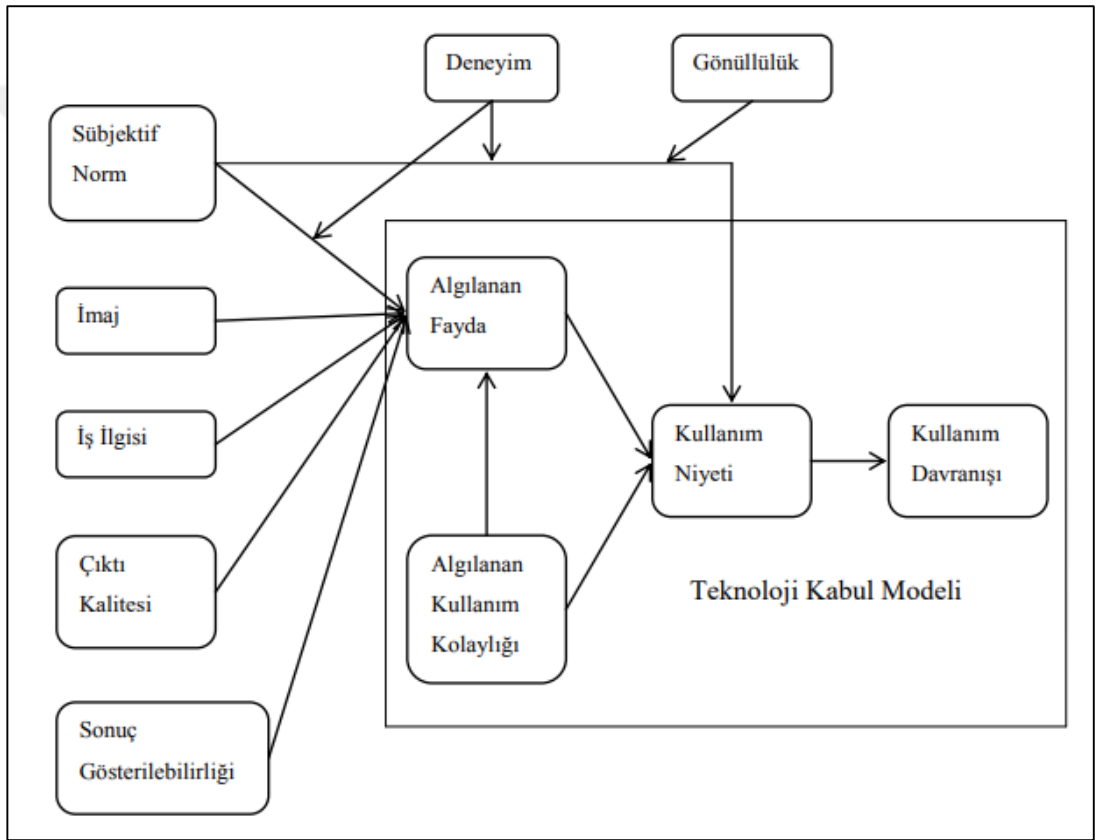 Deneyim
Gönüllülük
Sübjektif
Norm
Algılanan
Fayda
İmaj
İş İlgisi
Kullanım
Niyeti
Kullanım
Davranışı
Çıktı
Kalitesi
Algılanan
Kullanım
Kolaylığı
Teknoloji Kabul Modeli
Sonuç
Gösterilebilirliği